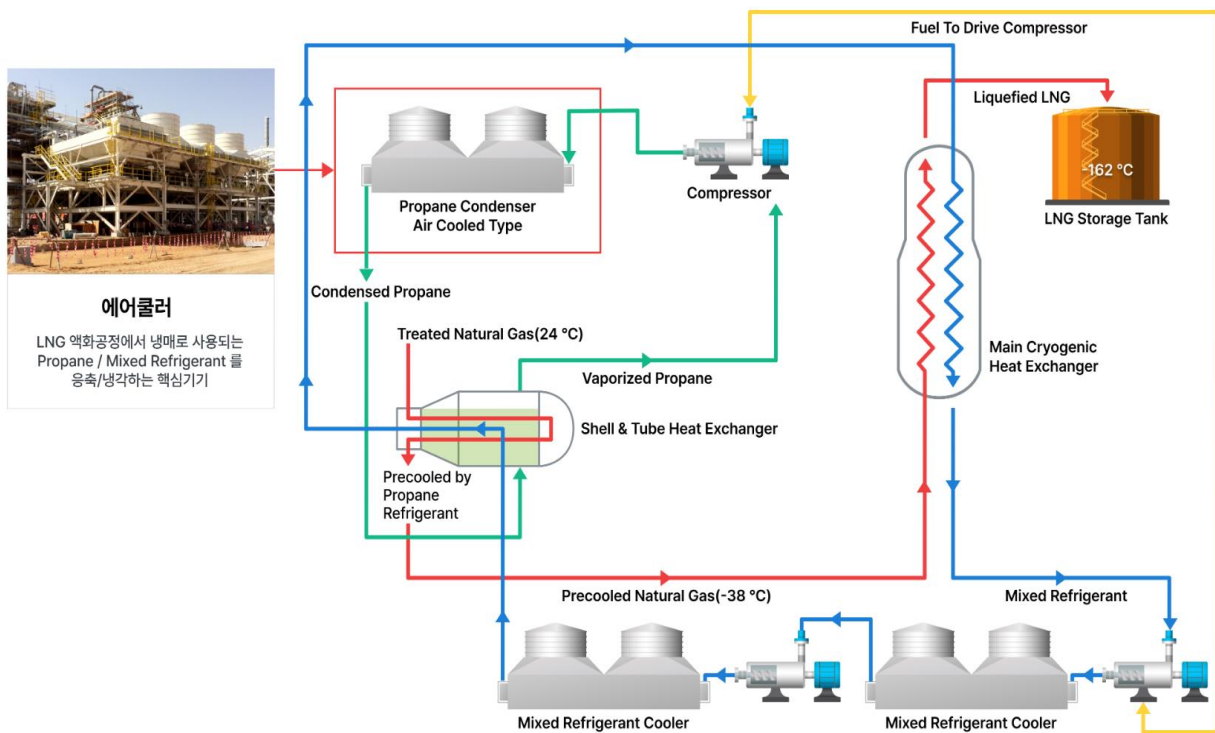 Fuel To Drive Compressor
Liquefied LNG
-162 °C
LNG Storage Tank
Compressor
Propane Condenser
Air Cooled Type
에어쿨러
LNG 액화공정에서 냉매로 사용되는
Propane / Mixed Refrigerant 를
응축/냉각하는 핵심기기
Condensed Propane
Treated Natural Gas(24 °C)
Vaporized Propane
Main Cryogenic
Heat Exchanger
Shell & Tube Heat Exchanger
Precooled by
Propane
Refrigerant
Precooled Natural Gas(-38 °C)
Mixed Refrigerant
Mixed Refrigerant Cooler
Mixed Refrigerant Cooler